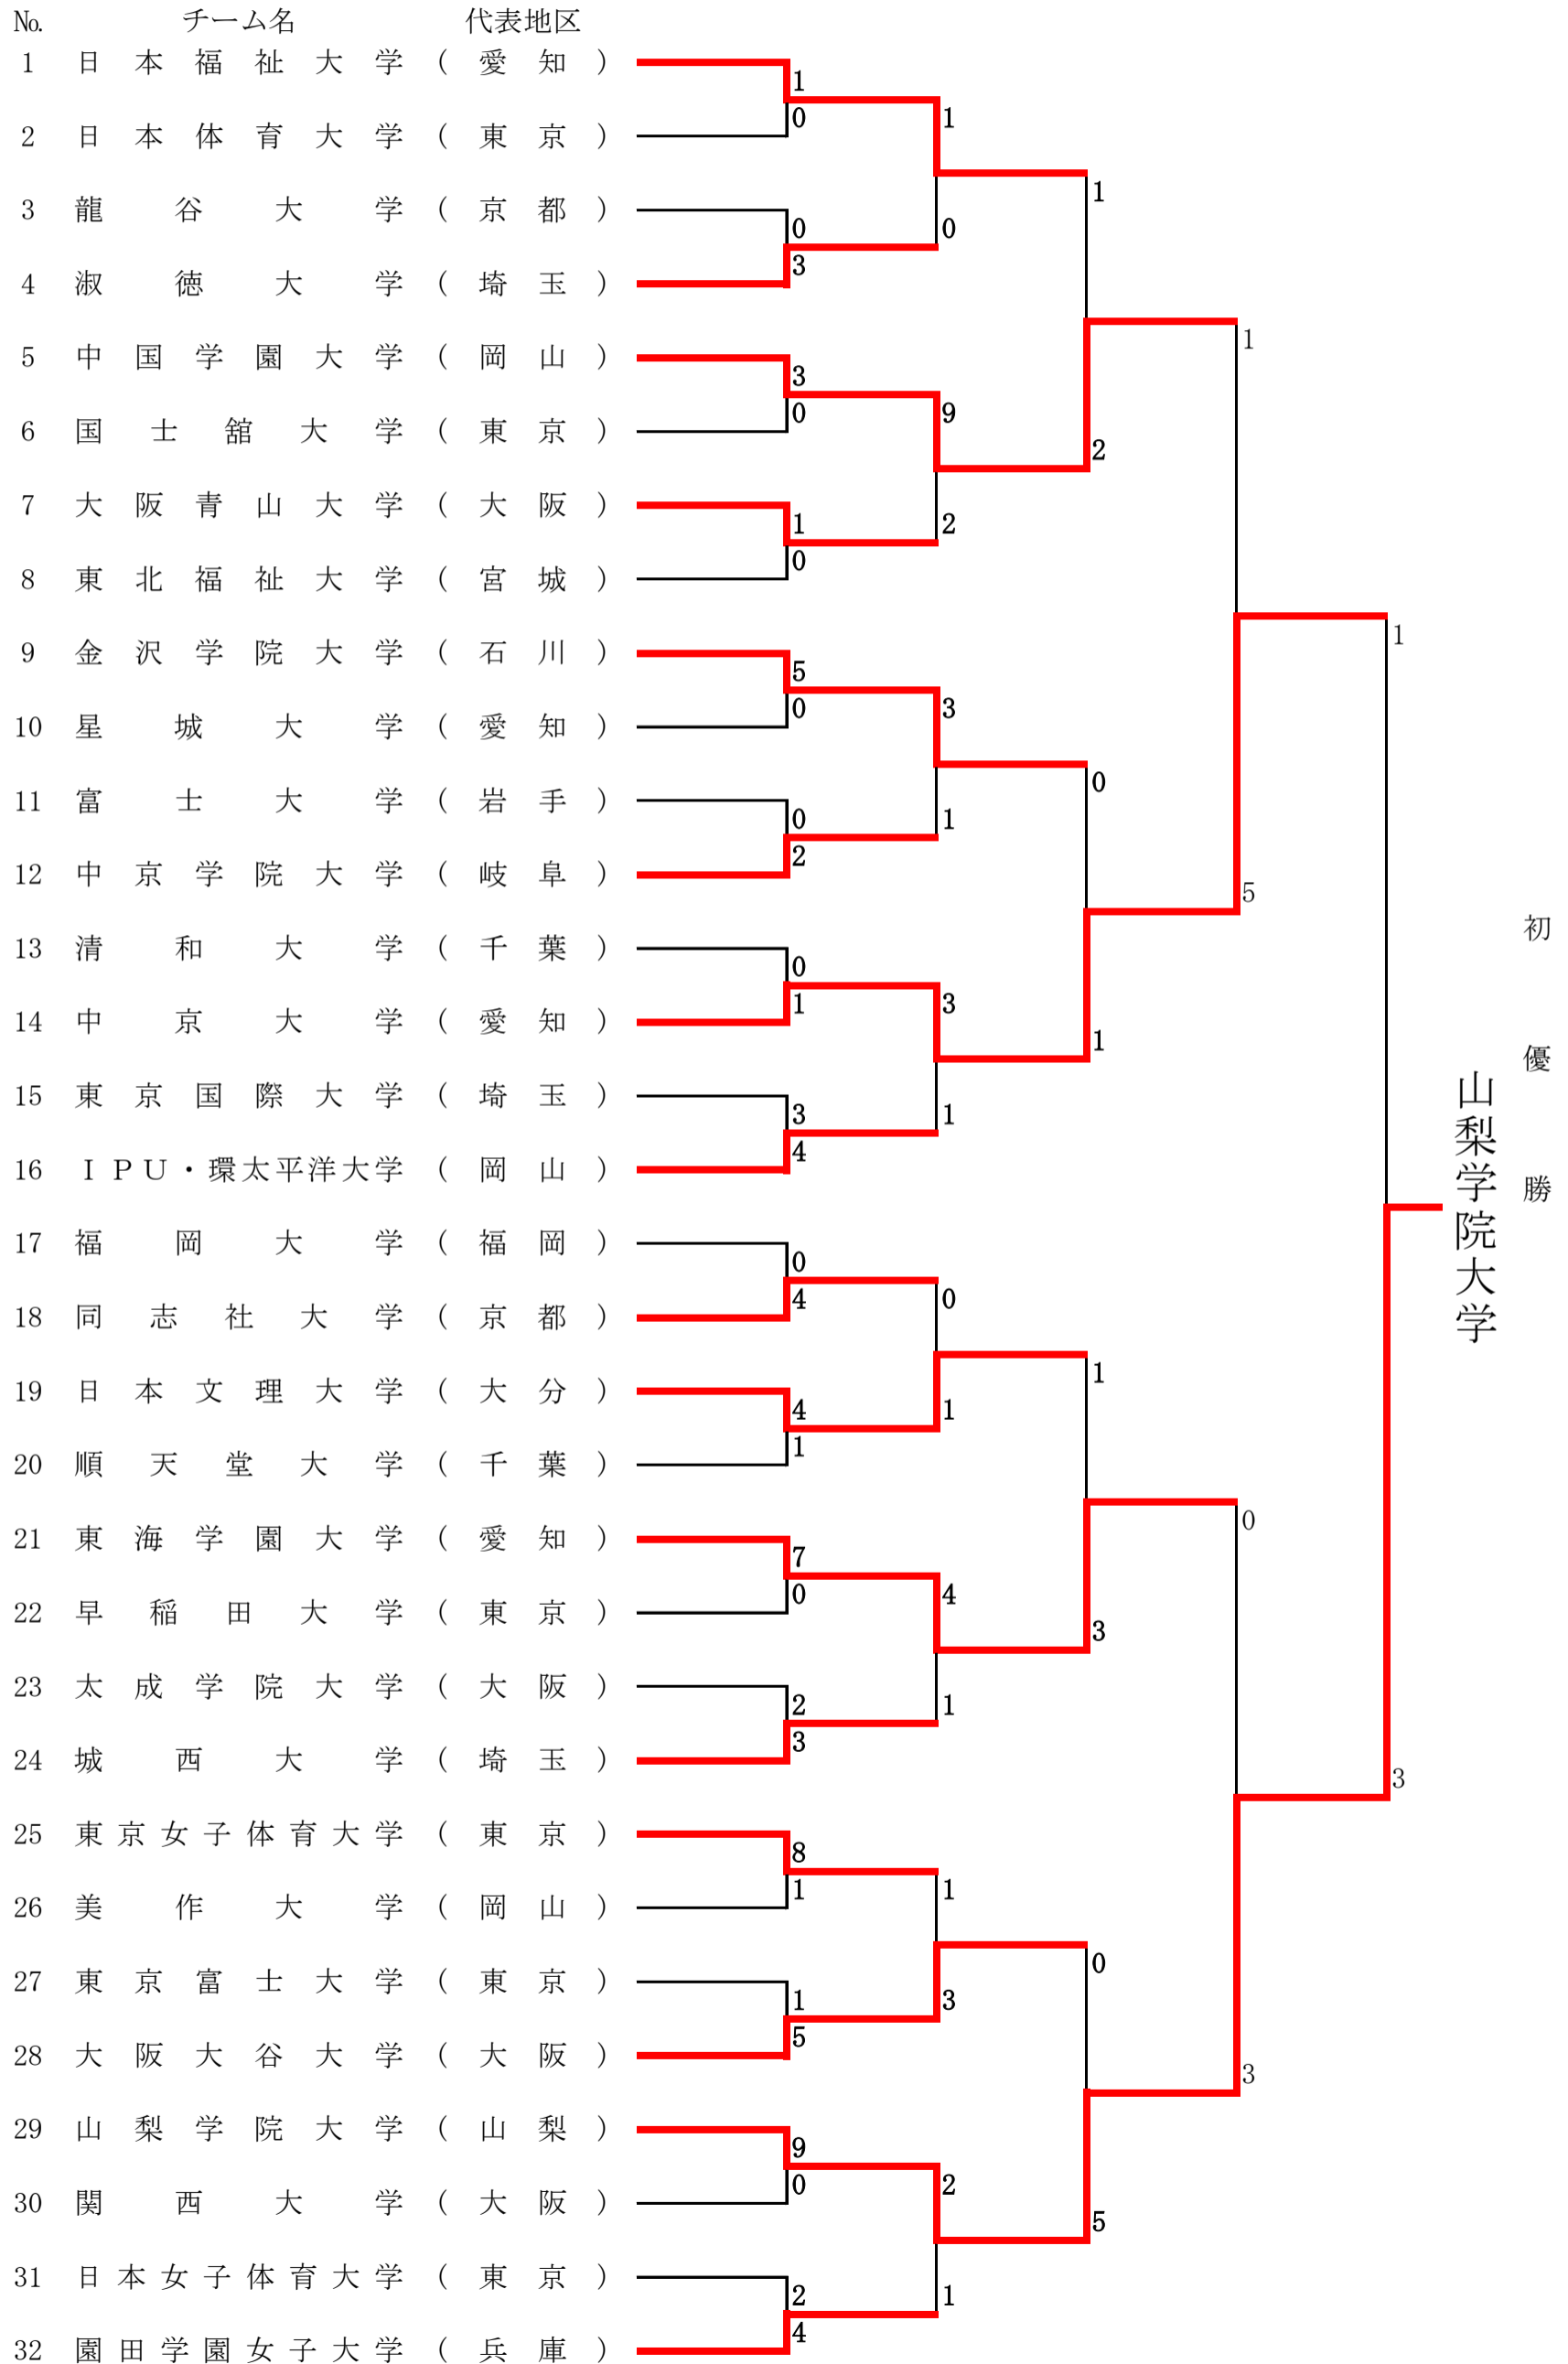 No. チーム名 代表地区
1 日本福祉大学 (愛知)
1
2 日本体育大学 (東京)
0
1
3 龍谷大学 (京都)
0
0
4 淑徳大学 (埼玉)
3
1
5 中国学園大学 (岡山)
3
6 国士舘大学 (東京)
0
9
2
7 大阪青山大学 (大阪)
1
2
8 東北福祉大学 (宮城)
0
1
9 金沢学院大学 (石川)
5
10 星城大学 (愛知)
0
3
11 富士大学 (岩手)
0
1
12 中京学院大学 (岐阜)
2
0
13 清和大学 (千葉)
0
14 中京大学 (愛知)
1
3
1
15 東京国際大学 (埼玉)
3
1
16 IPU・環太平洋大学 (岡山)
4
5
1
17 福岡大学 (福岡)
0
18 同志社大学 (京都)
4
0
19 日本文理大学 (大分)
4
1
20 順天堂大学 (千葉)
1
1
21 東海学園大学 (愛知)
7
22 早稲田大学 (東京)
0
4
3
23 太成学院大学 (大阪)
2
1
24 城西大学 (埼玉)
3
0
25 東京女子体育大学 (東京)
8
26 美作大学 (岡山)
1
1
27 東京富士大学 (東京)
1
3
28 大阪大谷大学 (大阪)
5
0
29 山梨学院大学 (山梨)
9
30 関西大学 (大阪)
0
2
5
31 日本女子体育大学 (東京)
2
1
32 園田学園女子大学 (兵庫)
4
3
3
山梨学院大学
初優勝